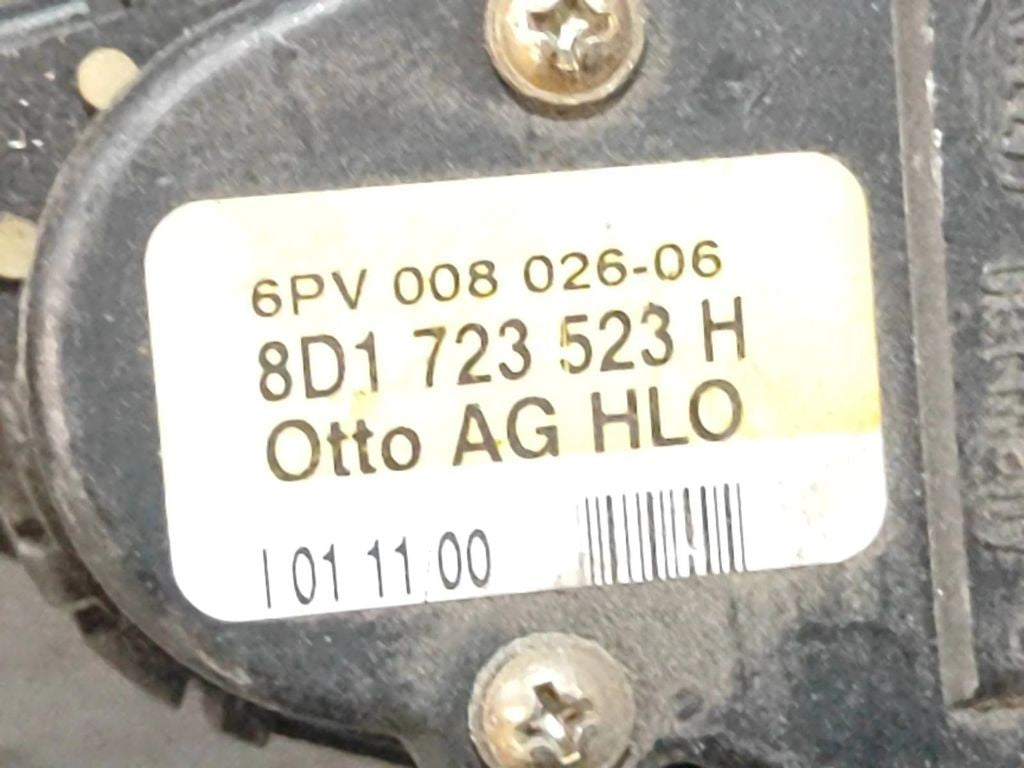 6PV 008 026-06
8D1 723 523 H
Otto AG HLO
I 01 11 00